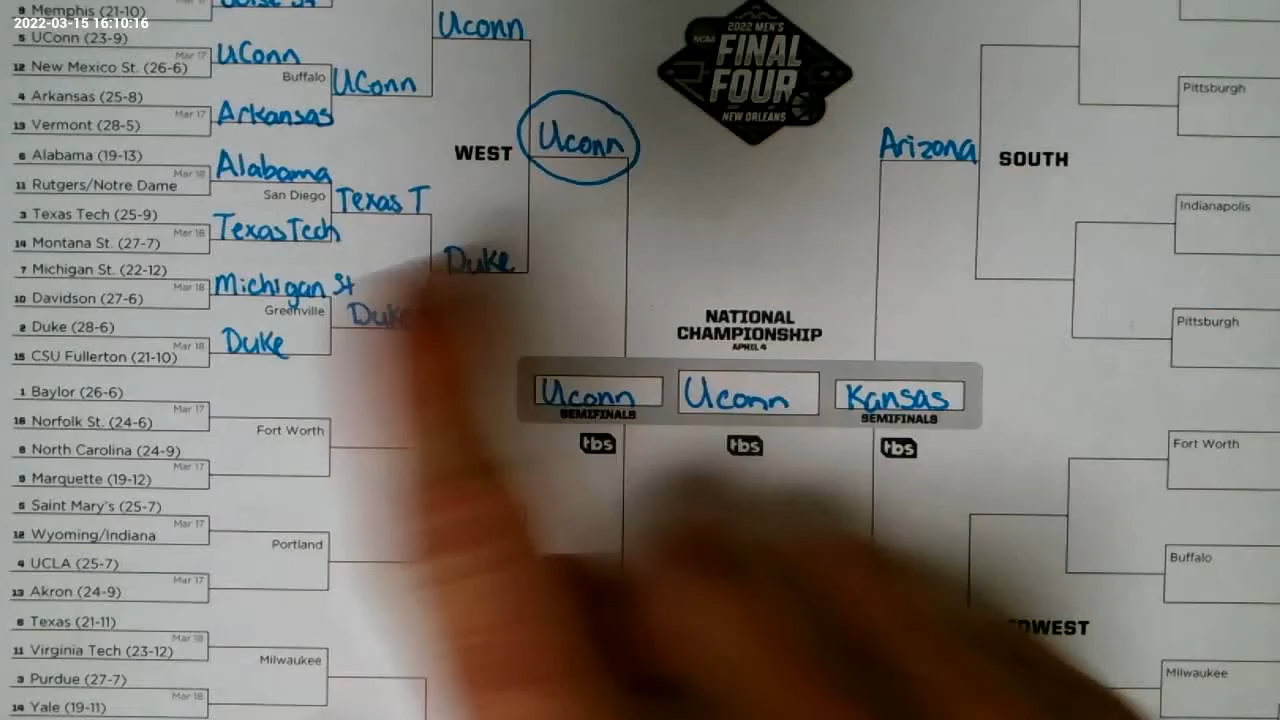 9 Memphis (21-10)
2022-03-15 16:10:16
5 UConn (23-9)
Mar 17
12 New Mexico St. (26-6)
UConn
Buffalo
UConn
Uconn
4 Arkansas (25-8)
Mar 17
13 Vermont (28-5)
Arkansas
6 Alabama (19-13)
Mar 18
11 Rutgers/Notre Dame
Alabama
San Diego
Texas T
3 Texas Tech (25-9)
Mar 18
14 Montana St. (27-7)
Texas Tech
7 Michigan St. (22-12)
Mar 18
10 Davidson (27-6)
Michigan St
Greenville
Duke
Duke
2 Duke (28-6)
Mar 18
15 CSU Fullerton (21-10)
Duke
WEST
Uconn
1 Baylor (26-6)
Mar 17
16 Norfolk St. (24-6)
Fort Worth
8 North Carolina (24-9)
Mar 17
9 Marquette (19-12)
5 Saint Mary's (25-7)
Mar 17
12 Wyoming/Indiana
Portland
4 UCLA (25-7)
Mar 17
13 Akron (24-9)
6 Texas (21-11)
Mar 18
11 Virginia Tech (23-12)
Milwaukee
3 Purdue (27-7)
Mar 18
14 Yale (19-11)
2022 MEN'S
NCAA
FINAL
FOUR
NEW ORLEANS
NATIONAL
CHAMPIONSHIP
APRIL 4
Uconn
Uconn
Kansas
SEMIFINALS
SEMIFINALS
tbs
tbs
tbs
Arizona
SOUTH
Pittsburgh
Indianapolis
Pittsburgh
Fort Worth
Buffalo
Milwaukee